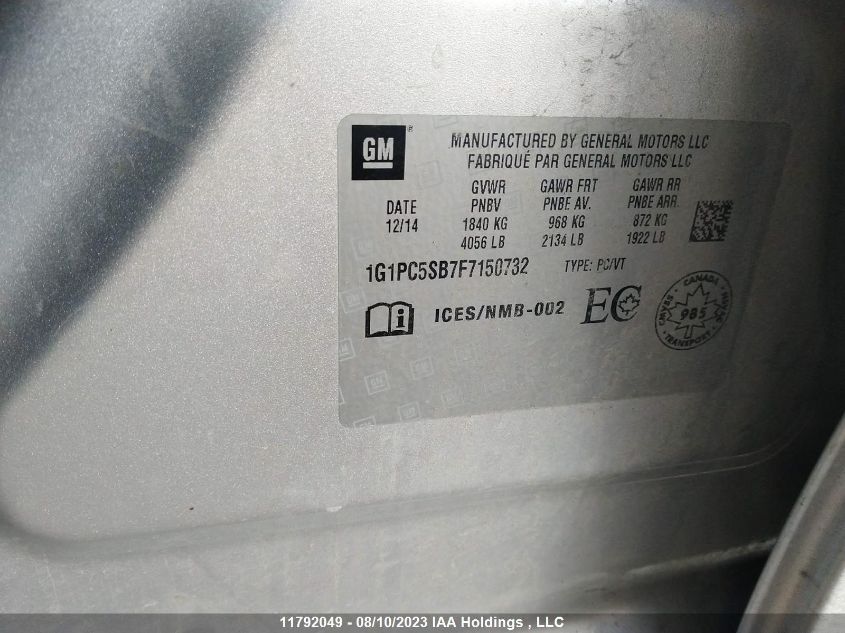 GM
MANUFACTURED BY GENERAL MOTORS LLC
FABRIQUÉ PAR GENERAL MOTORS LLC
DATE
12/14
GVWR
PNBV
1840 KG
4056 LB
GAWR FRT
PNBE AV.
968 KG
2134 LB
GAWR RR
PNBE ARR.
872 KG
1922 LB
1G1PC5SB7F7150732 TYPE: PC/VT
i ICES/NMB-002 EC
CANADA
985
TRANSPORT
11792049 - 08/10/2023 IAA Holdings , LLC